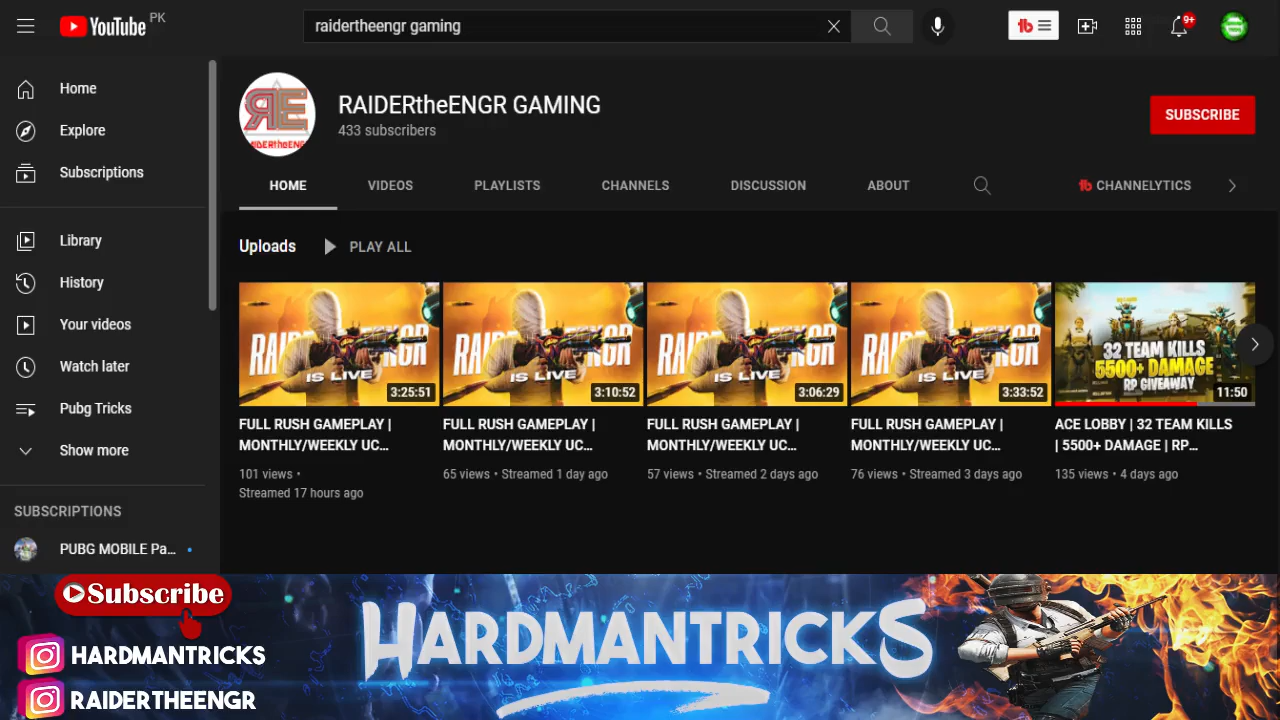 YouTube PK
raidertheengr gaming
9+
Home
Explore
Subscriptions
Library
History
Your videos
Watch later
Pubg Tricks
Show more
SUBSCRIPTIONS
PUBG MOBILE Pa...
RE
RAIDERtheENGR GAMING
433 subscribers
SUBSCRIBE
HOME VIDEOS PLAYLISTS CHANNELS DISCUSSION ABOUT CHANNELYTICS
Uploads PLAY ALL
IS LIVE
3:25:51
FULL RUSH GAMEPLAY |
MONTHLY/WEEKLY UC...
101 views •
Streamed 17 hours ago
IS LIVE
3:10:52
FULL RUSH GAMEPLAY |
MONTHLY/WEEKLY UC...
65 views • Streamed 1 day ago
IS LIVE
3:06:29
FULL RUSH GAMEPLAY |
MONTHLY/WEEKLY UC...
57 views • Streamed 2 days ago
IS LIVE
3:33:52
FULL RUSH GAMEPLAY |
MONTHLY/WEEKLY UC...
76 views • Streamed 3 days ago
32 TEAM KILLS
5500+ DAMAGE
RP GIVEAWAY
11:50
ACE LOBBY | 32 TEAM KILLS
| 5500+ DAMAGE | RP...
135 views • 4 days ago
Subscribe
HARDMANTRICKS
RAIDERTHEENGR
HARDMANTRICKS